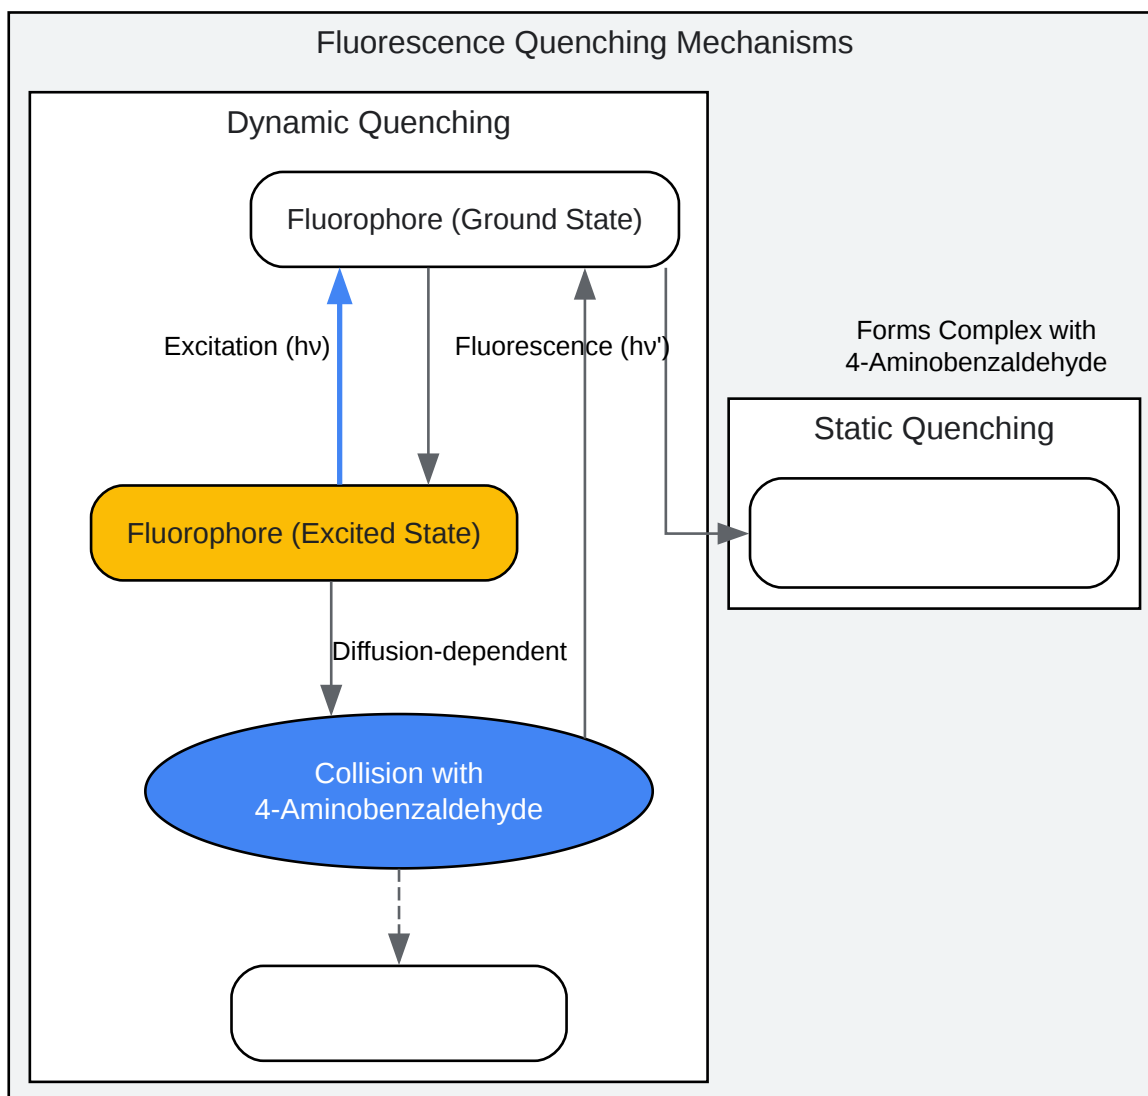 Fluorescence Quenching Mechanisms
Dynamic Quenching
Fluorophore (Ground State)
Excitation (hν)
Fluorescence (hν')
Forms Complex with
4-Aminobenzaldehyde
Static Quenching
Fluorophore (Excited State)
Diffusion-dependent
Collision with
4-Aminobenzaldehyde